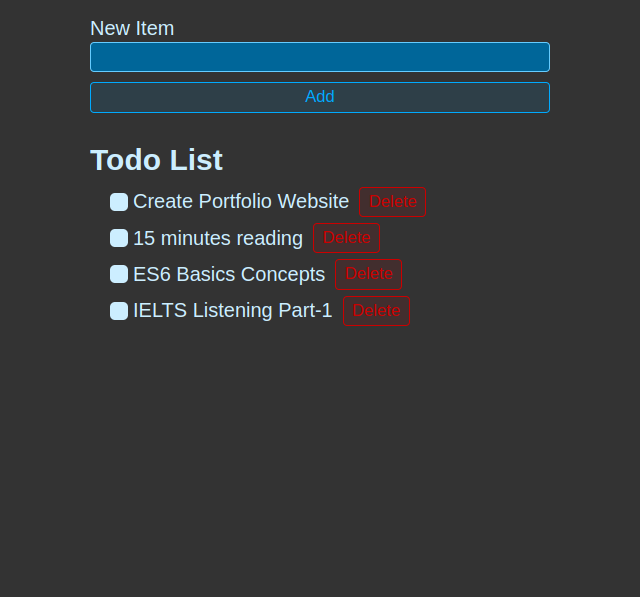 New Item
Add
Todo List
Create Portfolio Website Delete
15 minutes reading Delete
ES6 Basics Concepts Delete
IELTS Listening Part-1 Delete